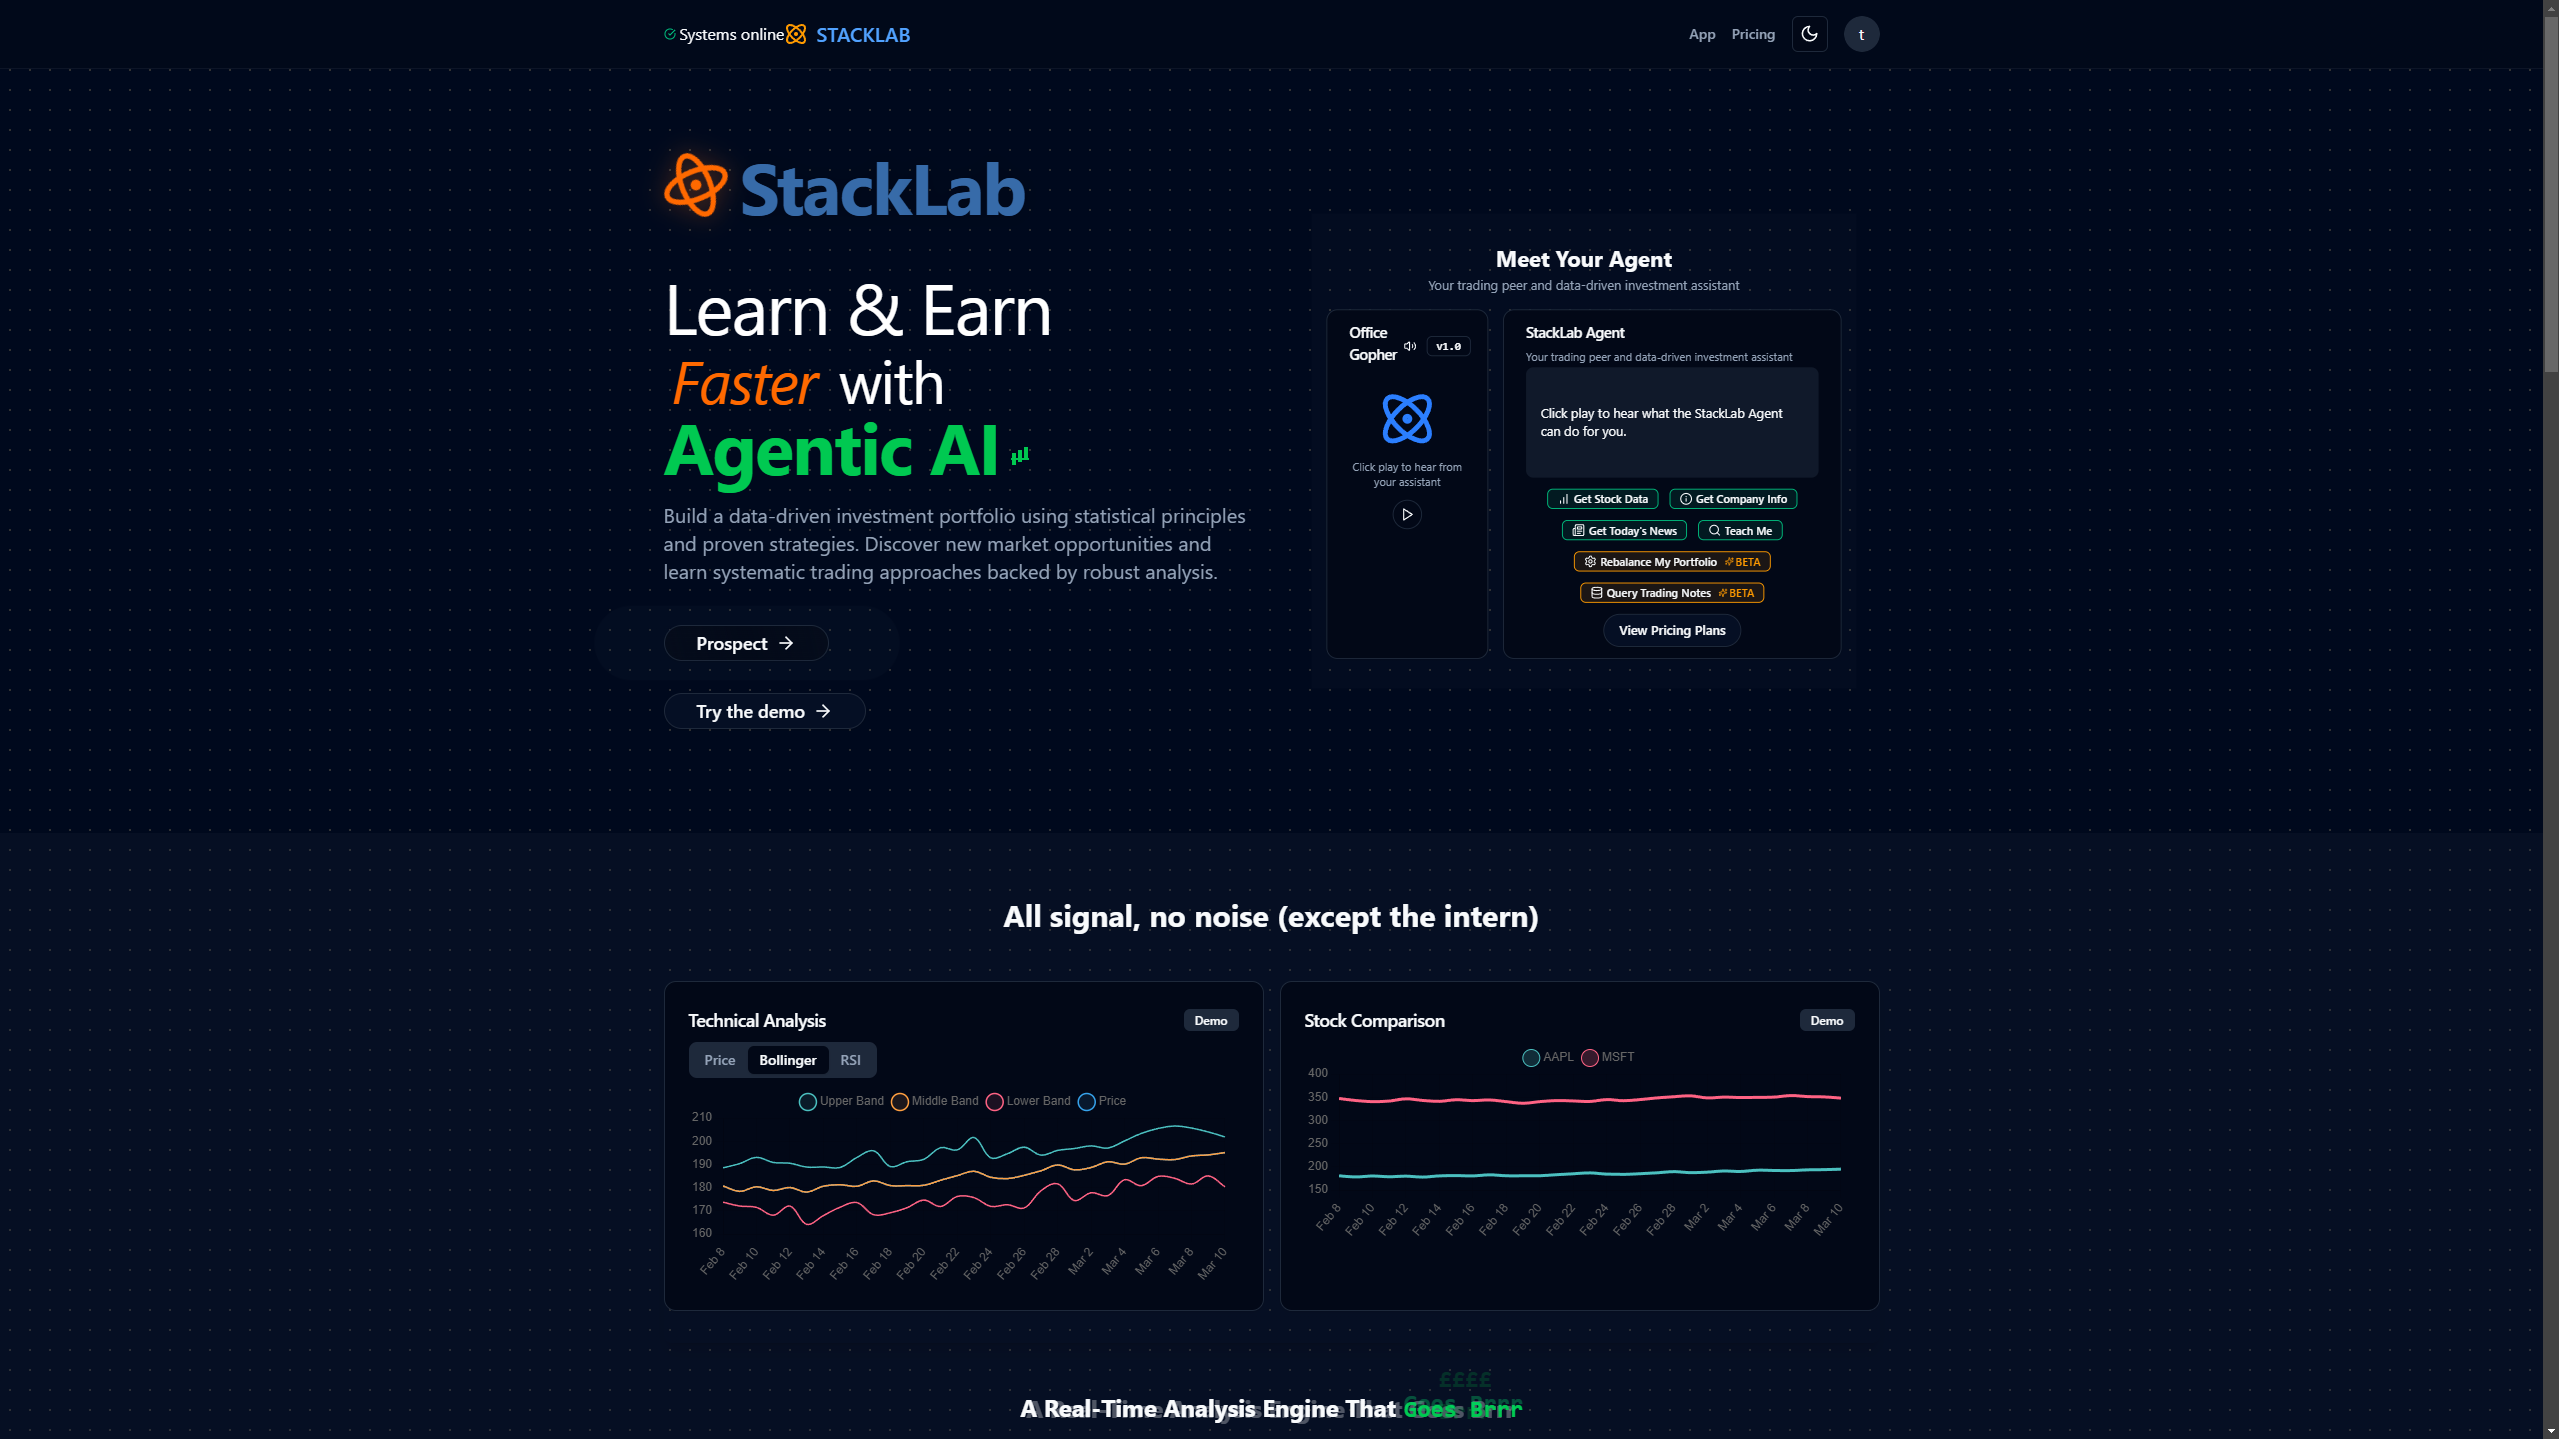 Systems online STACKLAB
App Pricing t
StackLab
Learn & Earn
Faster with
Agentic AI
Build a data-driven investment portfolio using statistical principles
and proven strategies. Discover new market opportunities and
learn systematic trading approaches backed by robust analysis.
Prospect
Try the demo
Meet Your Agent
Your trading peer and data-driven investment assistant
Office
Gopher
v1.0
Click play to hear from
your assistant
StackLab Agent
Your trading peer and data-driven investment assistant
Click play to hear what the StackLab Agent
can do for you.
Get Stock Data Get Company Info
Get Today's News Teach Me
Rebalance My Portfolio BETA
Query Trading Notes BETA
View Pricing Plans
All signal, no noise (except the intern)
Technical Analysis Demo
Price Bollinger RSI
Upper Band Middle Band Lower Band Price
210
200
190
180
170
160
Feb 8 Feb 10 Feb 12 Feb 14 Feb 16 Feb 18 Feb 20 Feb 22 Feb 24 Feb 26 Feb 28 Mar 2 Mar 4 Mar 6 Mar 8 Mar 10
Stock Comparison Demo
AAPL MSFT
400
350
300
250
200
150
Feb 8 Feb 10 Feb 12 Feb 14 Feb 16 Feb 18 Feb 20 Feb 22 Feb 24 Feb 26 Feb 28 Mar 2 Mar 4 Mar 6 Mar 8 Mar 10
££££
A Real-Time Analysis Engine That Goes Brrr